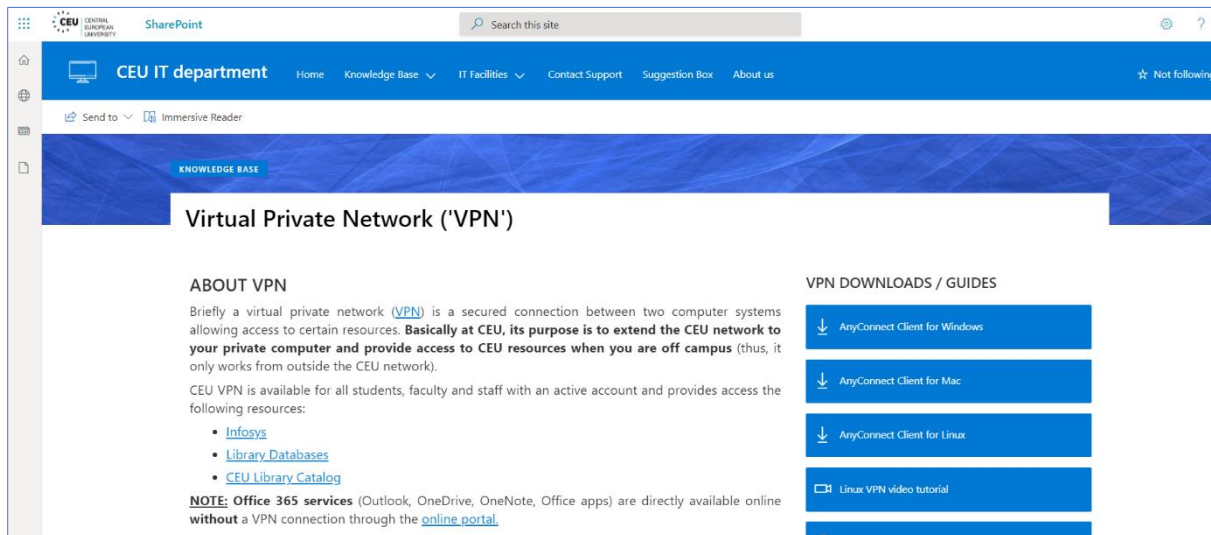 CEU CENTRAL EUROPEAN UNIVERSITY
SharePoint
Search this site
?
CEU IT department
Home
Knowledge Base
IT Facilities
Contact Support
Suggestion Box
About us
Not following
Send to
Immersive Reader
KNOWLEDGE BASE
Virtual Private Network ('VPN')
ABOUT VPN
Briefly a virtual private network (VPN) is a secured connection between two computer systems
allowing access to certain resources. Basically at CEU, its purpose is to extend the CEU network to
your private computer and provide access to CEU resources when you are off campus (thus, it
only works from outside the CEU network).
CEU VPN is available for all students, faculty and staff with an active account and provides access the
following resources:
• Infosys
• Library Databases
• CEU Library Catalog
NOTE: Office 365 services (Outlook, OneDrive, OneNote, Office apps) are directly available online
without a VPN connection through the online portal.
VPN DOWNLOADS / GUIDES
AnyConnect Client for Windows
AnyConnect Client for Mac
AnyConnect Client for Linux
Linux VPN video tutorial